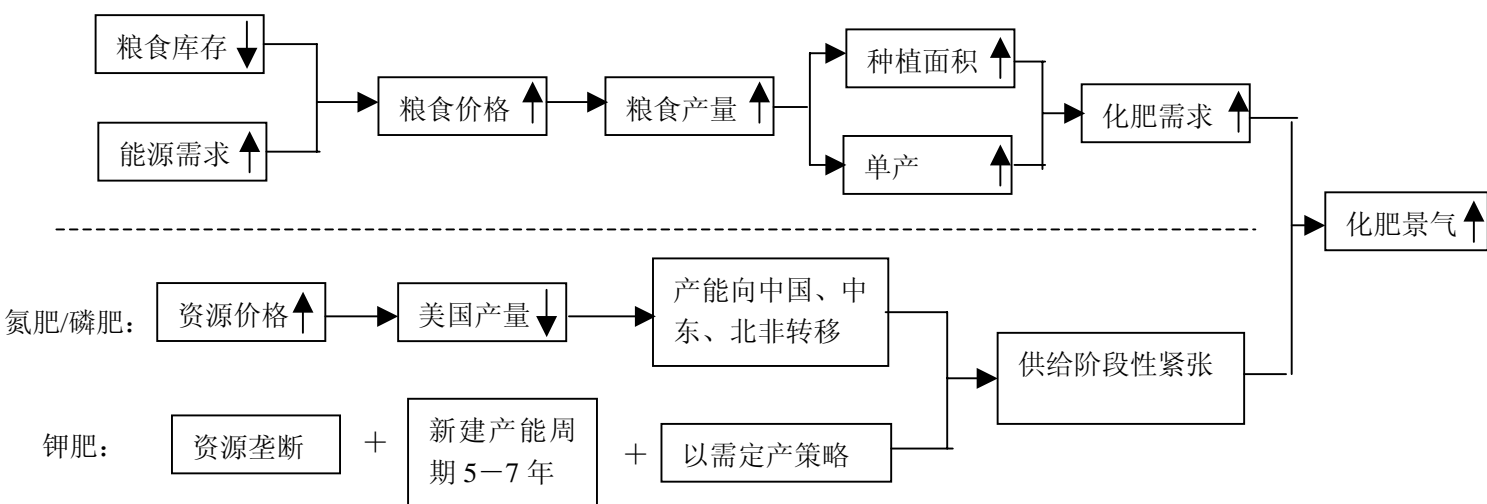 粮食库存
能源需求
粮食价格
粮食产量
种植面积
单产
化肥需求
化肥景气
氮肥/磷肥：
资源价格
美国产量
产能向中国、中
东、北非转移
供给阶段性紧张
钾肥：
资源垄断
＋
新建产能周
期 5－7 年
＋
以需定产策略